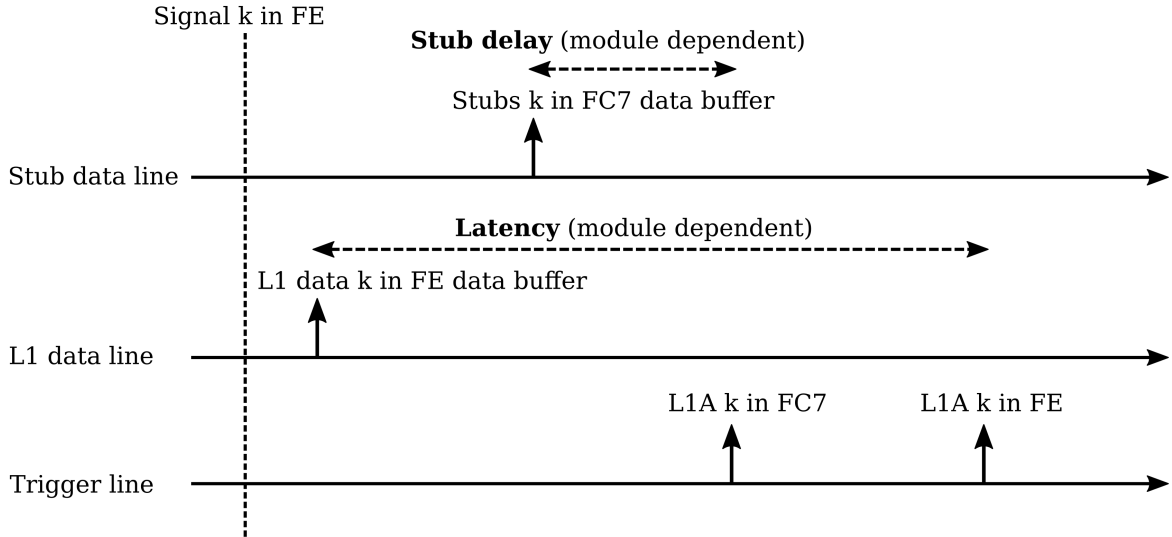 Signal k in FE
Stub delay (module dependent)
Stubs k in FC7 data buffer
Stub data line
Latency (module dependent)
L1 data k in FE data buffer
L1 data line
L1A k in FC7
L1A k in FE
Trigger line